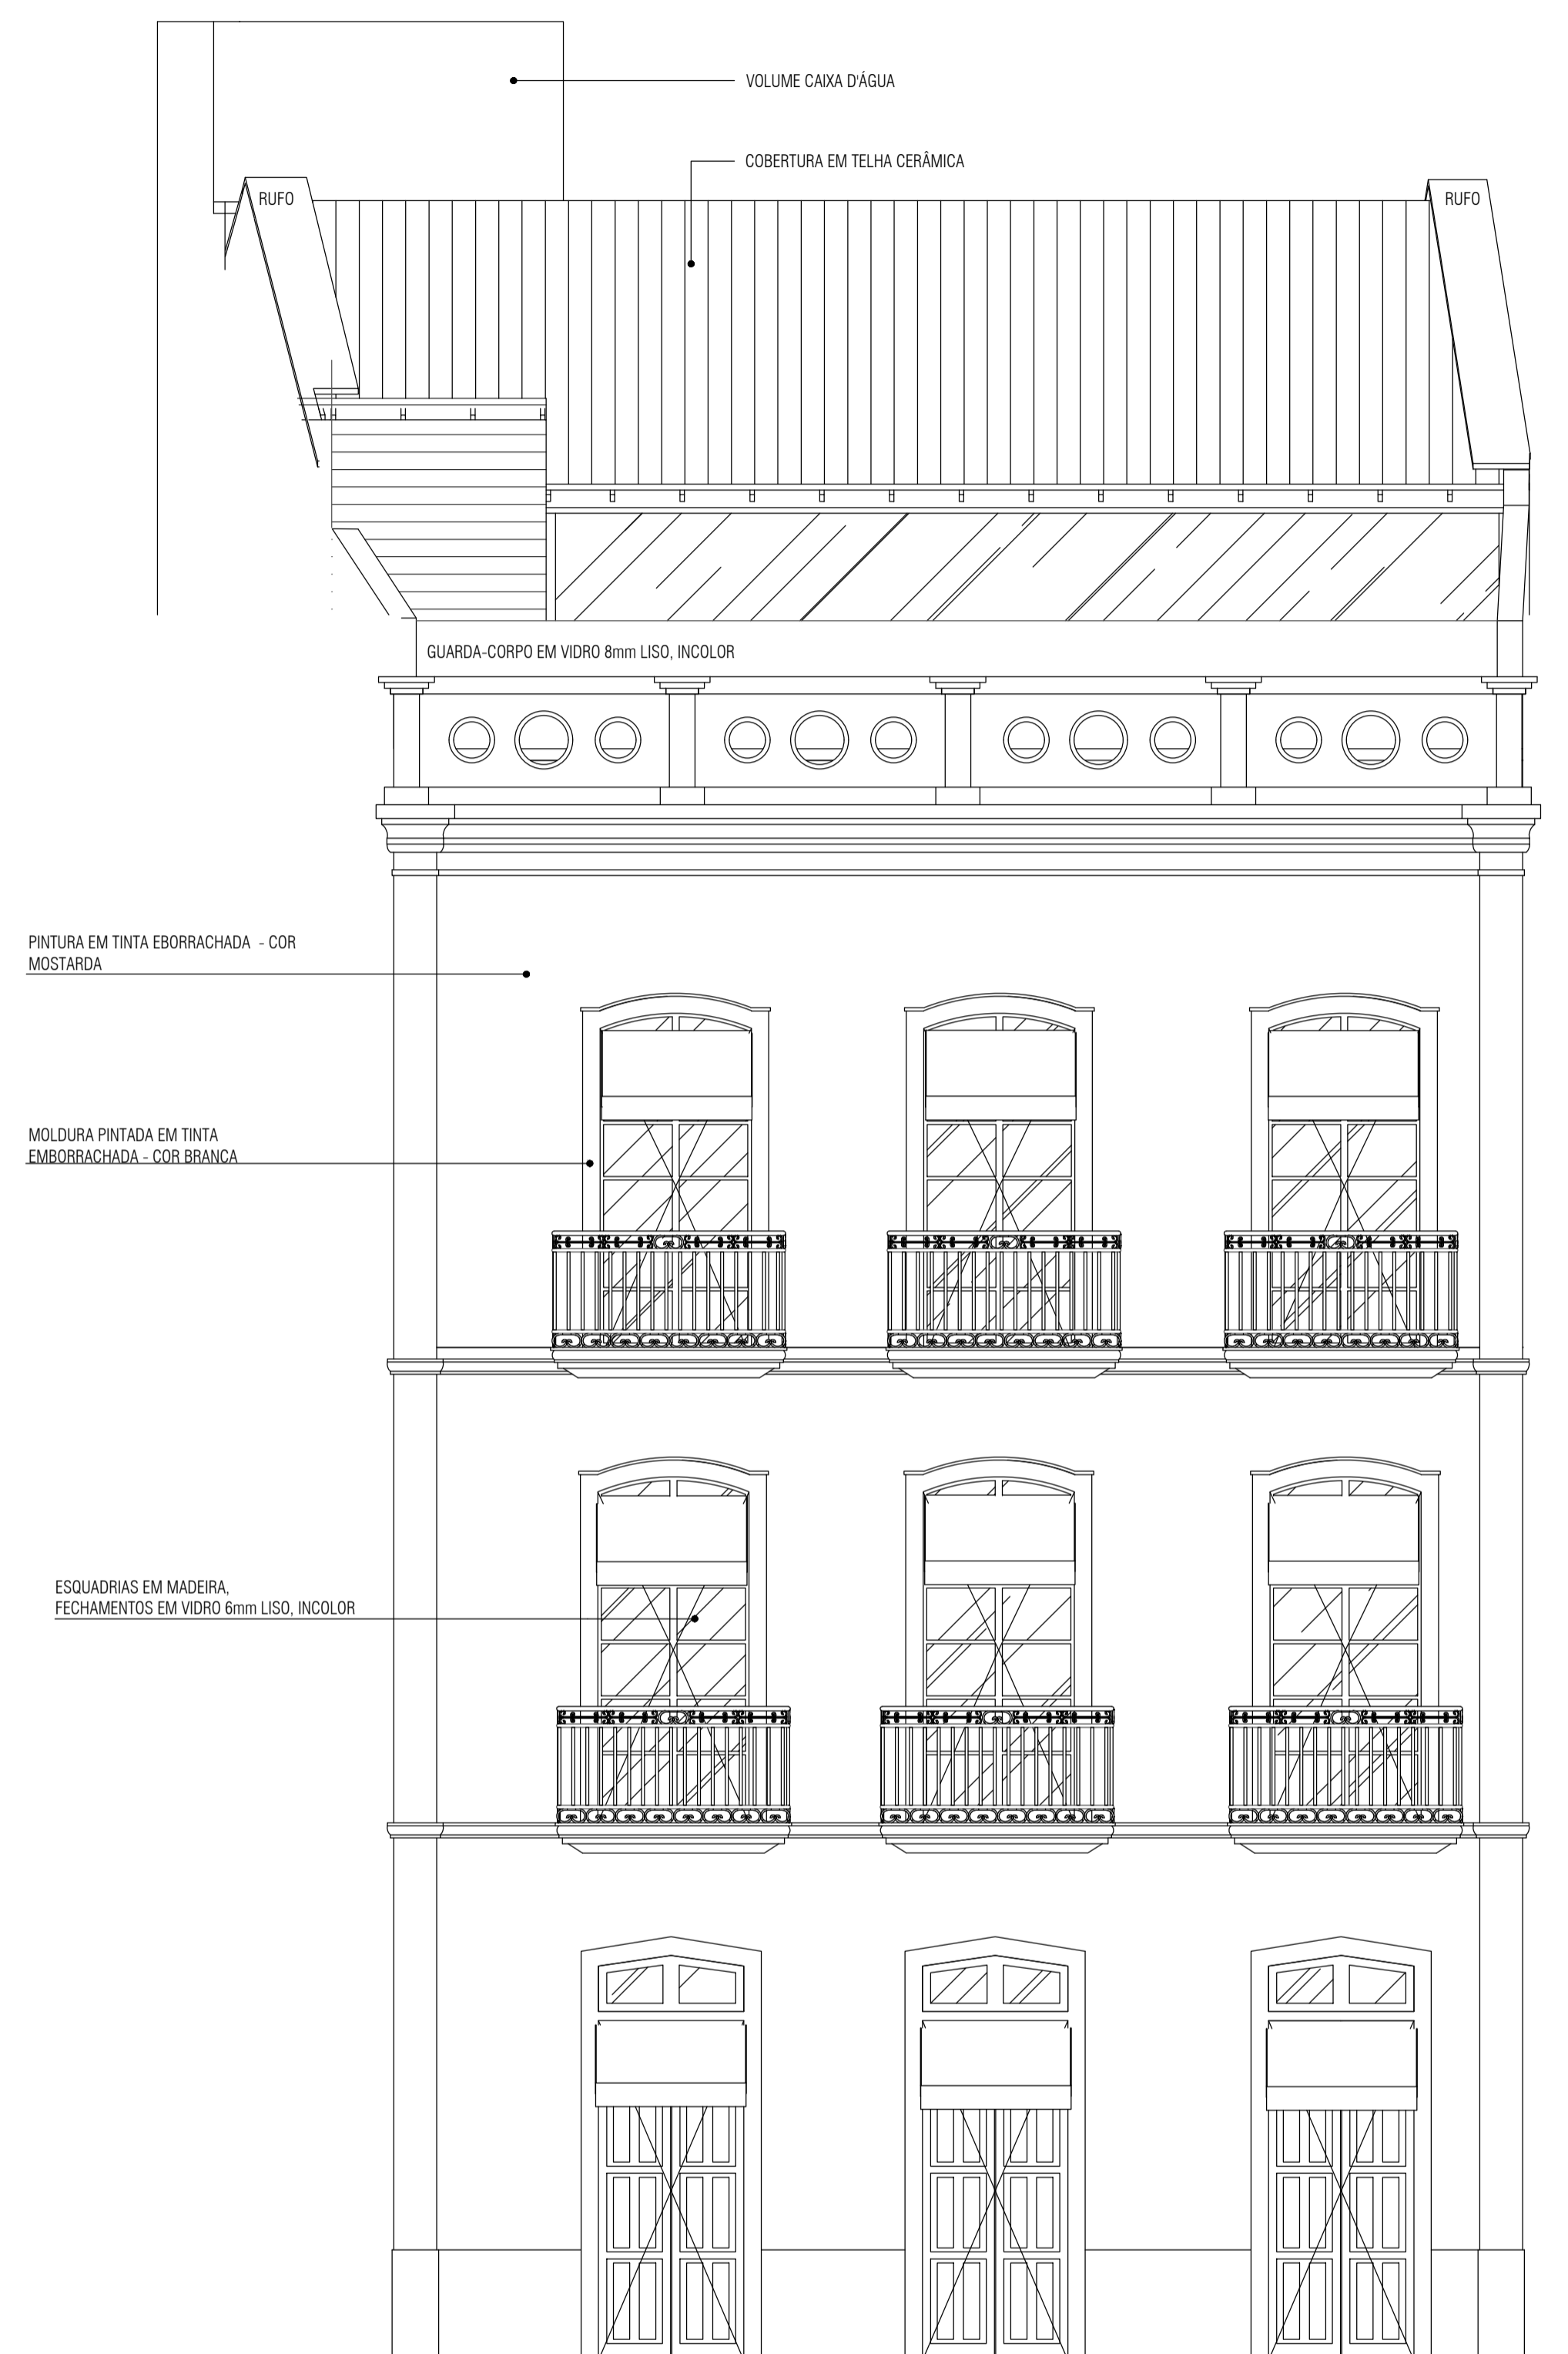 VOLUME CAIXA D'ÁGUA
COBERTURA EM TELHA CERÂMICA
RUFO
RUFO
GUARDA-CORPO EM VIDRO 8mm LISO, INCOLOR
PINTURA EM TINTA EBORRACHADA - COR
MOSTARDA
MOLDURA PINTADA EM TINTA
EMBORRACHADA - COR BRANCA
ESQUADRIAS EM MADEIRA,
FECHAMENTOS EM VIDRO 6mm LISO, INCOLOR